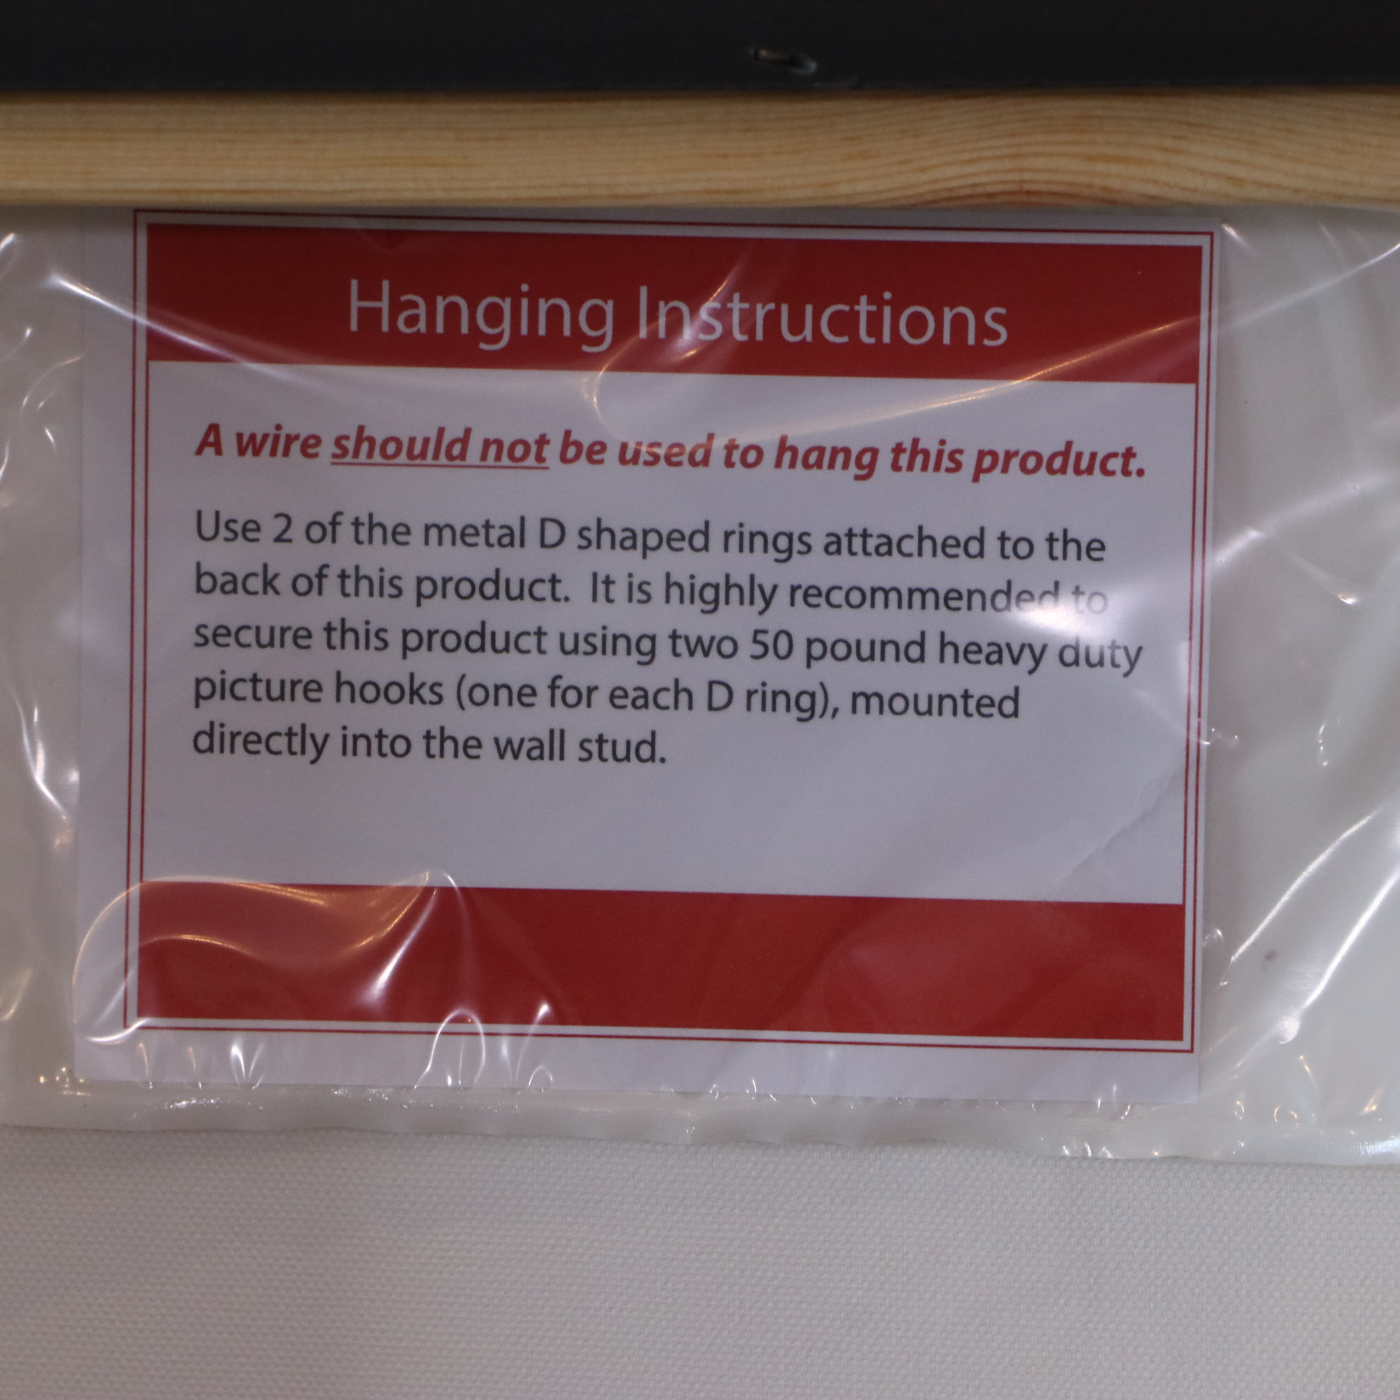 Hanging Instructions
A wire should not be used to hang this product.
Use 2 of the metal D shaped rings attached to the
back of this product.  It is highly recommended to
secure this product using two 50 pound heavy duty
picture hooks (one for each D ring), mounted
directly into the wall stud.